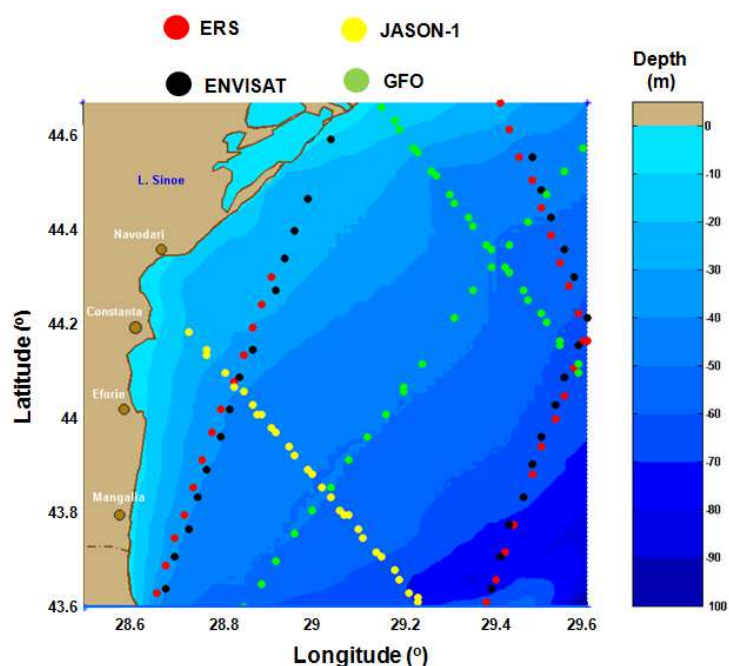 ERS
JASON-1
ENVISAT
GFO
Depth
(m)
44.6
44.4
44.2
44
43.8
43.6
Latitude (º)
L. Sinoe
Navodari
Constanta
Eforie
Mangalia
0
-10
-20
-30
-40
-50
-60
-70
-80
-90
100
28.6
28.8
29
29.2
29.4
29.6
Longitude (º)